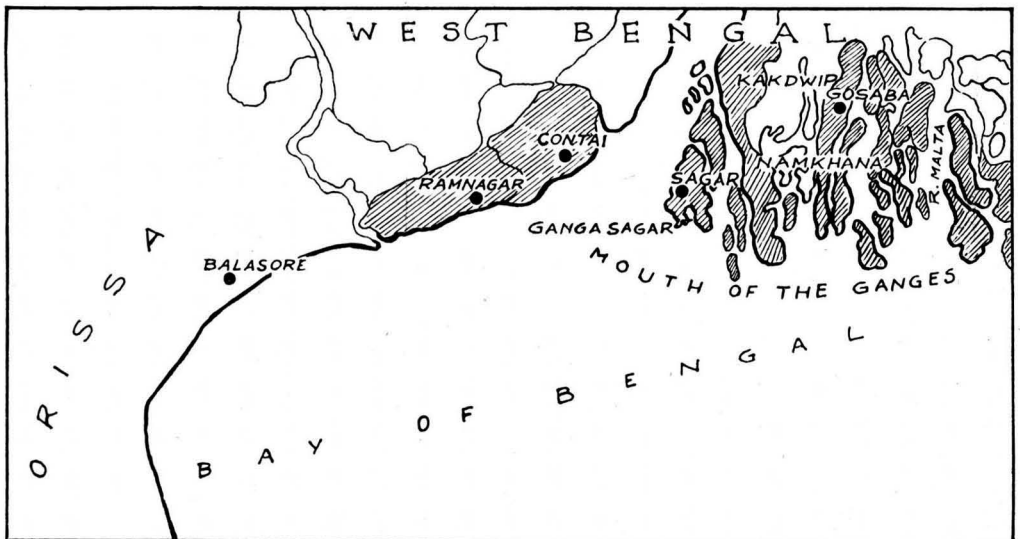 WEST BENGAL
KAKDWIP
GOSABA
CONTAI
NAMKHANA
R. MALTA
RAMNAGAR
SAGAR
GANGA SAGAR
BALASORE
MOUTH OF THE GANGES
ORISSA
BAY OF BENGAL